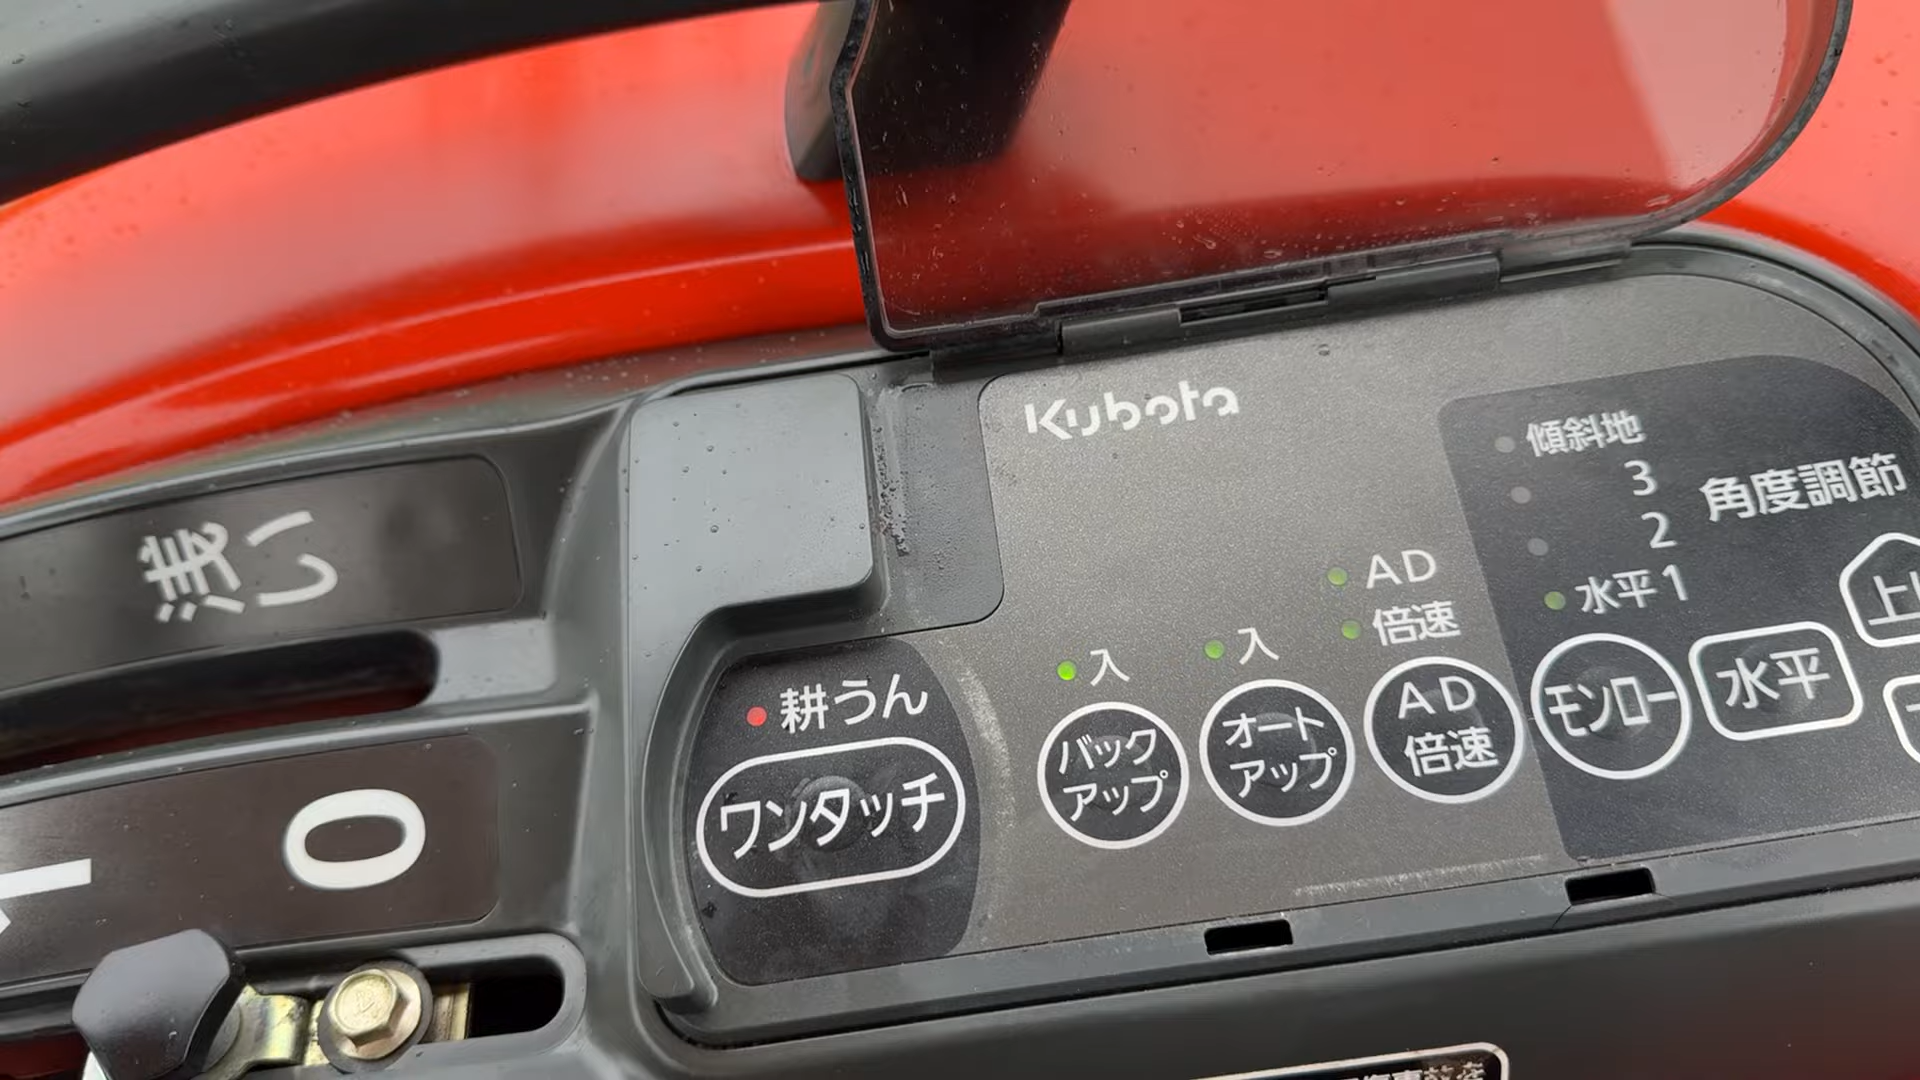 Kubota
浅い
0
耕うん
ワンタッチ
入
バック
アップ
入
オート
アップ
AD
倍速
AD
倍速
傾斜地
3
2
水平1
角度調節
モンロー
水平
上